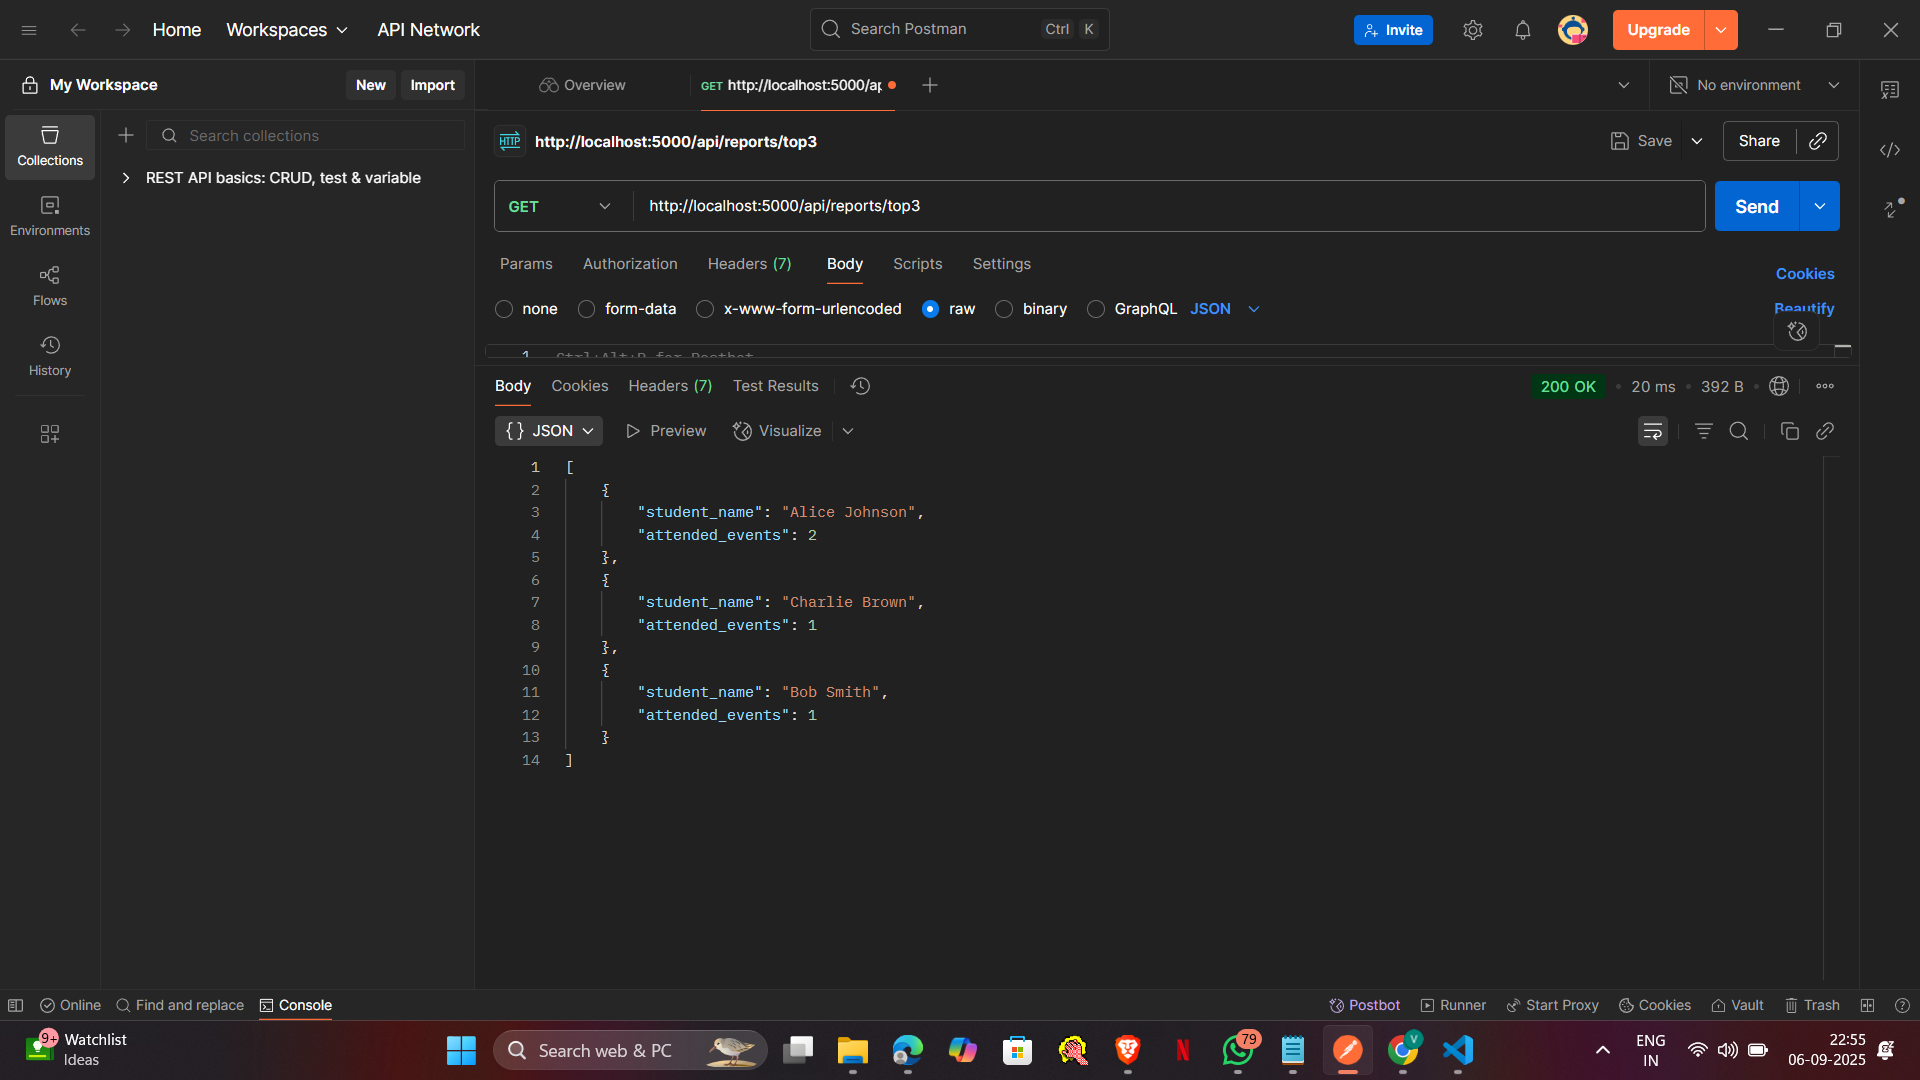 Home Workspaces API Network Search Postman Ctrl K Invite Upgrade
My Workspace New Import Overview GET http://localhost:5000/ap No environment
Search collections
Collections
REST API basics: CRUD, test & variable
Environments
Flows
History
HTTP http://localhost:5000/api/reports/top3 Save Share
GET http://localhost:5000/api/reports/top3 Send
Params Authorization Headers (7) Body Scripts Settings Cookies
none form-data x-www-form-urlencoded raw binary GraphQL JSON Beautify
1 Ctrl+Alt+P for Postbot
Body Cookies Headers (7) Test Results 200 OK • 20 ms • 392 B •
{} JSON Preview Visualize
1 [
2 {
3 "student_name": "Alice Johnson",
4 "attended_events": 2
5 },
6 {
7 "student_name": "Charlie Brown",
8 "attended_events": 1
9 },
10 {
11 "student_name": "Bob Smith",
12 "attended_events": 1
13 }
14 ]
Online Find and replace Console Postbot Runner Start Proxy Cookies Vault Trash
9+ Watchlist
Ideas
Search web & PC
79
V
ENG
IN
22:55
06-09-2025